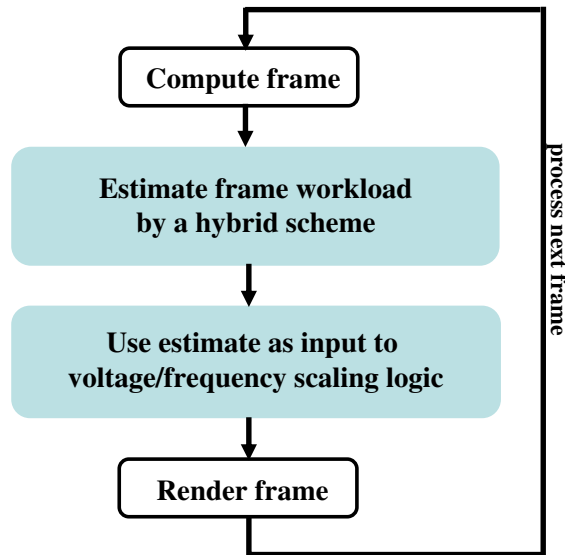 Compute frame
Estimate frame workload
by a hybrid scheme
Use estimate as input to
voltage/frequency scaling logic
Render frame
process next frame